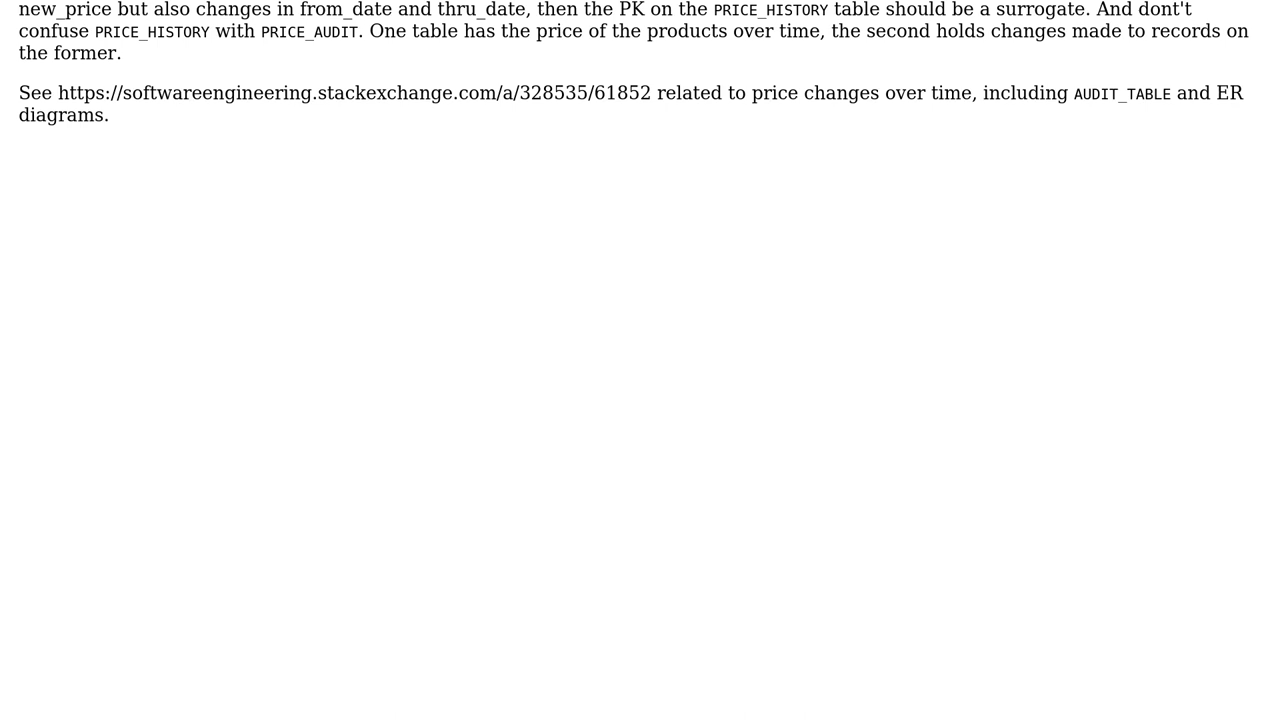 new_price but also changes in from_date and thru_date, then the PK on the PRICE_HISTORY table should be a surrogate. And dont't
confuse PRICE_HISTORY with PRICE_AUDIT. One table has the price of the products over time, the second holds changes made to records on
the former.
See https://softwareengineering.stackexchange.com/a/328535/61852 related to price changes over time, including AUDIT_TABLE and ER
diagrams.